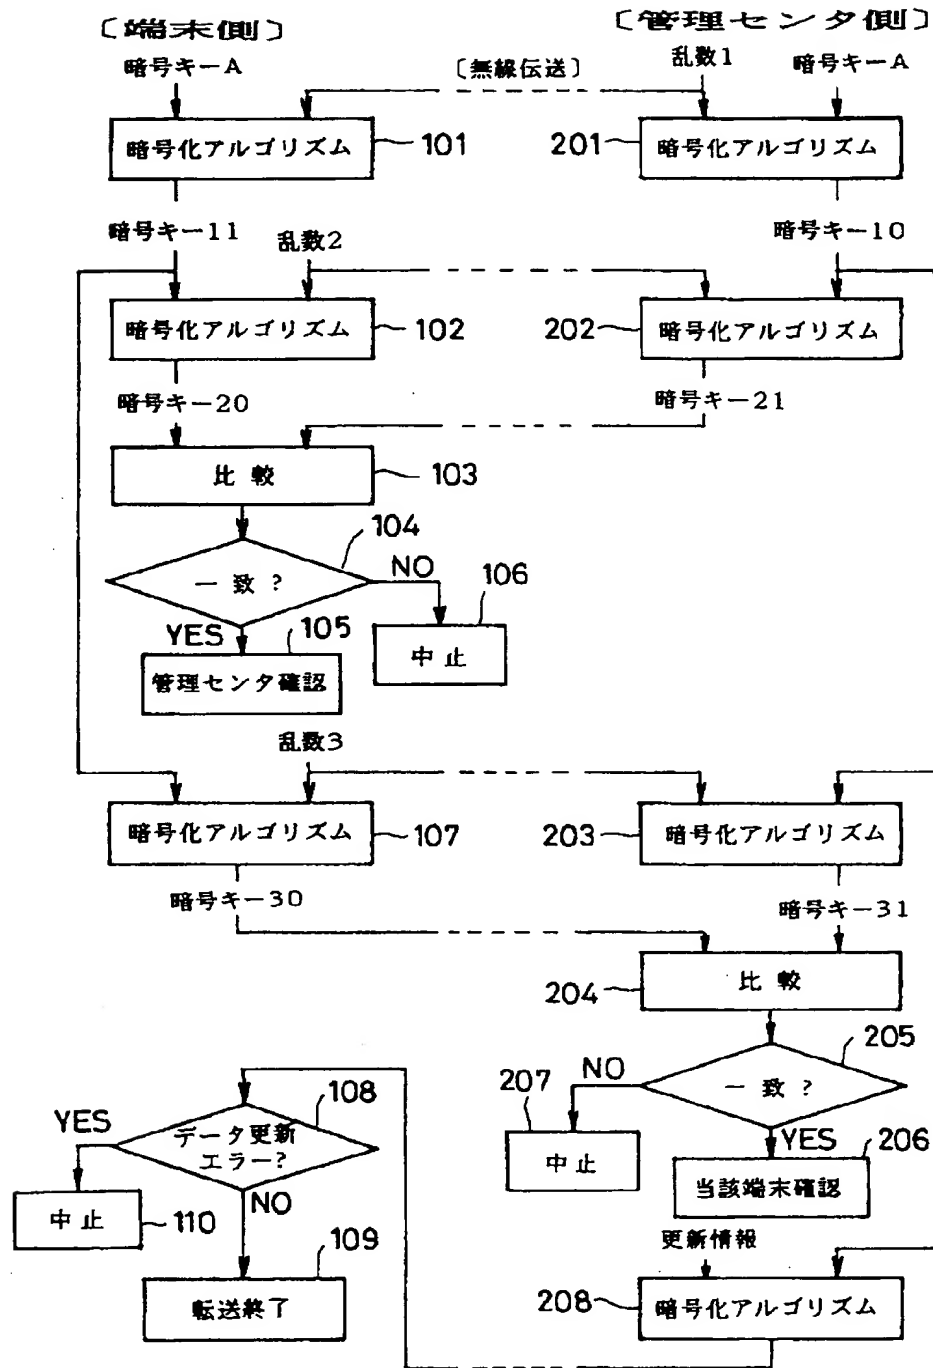 〔端末側〕
〔管理センタ側〕
暗号キーA
〔無線伝送〕
乱数1
暗号キーA
暗号化アルゴリズム
101
201
暗号化アルゴリズム
暗号キー11
乱数2
暗号キー10
暗号化アルゴリズム
102
202
暗号化アルゴリズム
暗号キー20
暗号キー21
比較
103
104
一致?
NO
106
YES
105
中止
管理センタ確認
乱数3
暗号化アルゴリズム
107
203
暗号化アルゴリズム
暗号キー30
暗号キー31
204
比較
205
一致?
NO
207
YES
206
中止
当該端末確認
108
YES
データ更新
エラー?
NO
中止
110
109
転送終了
更新情報
208
暗号化アルゴリズム